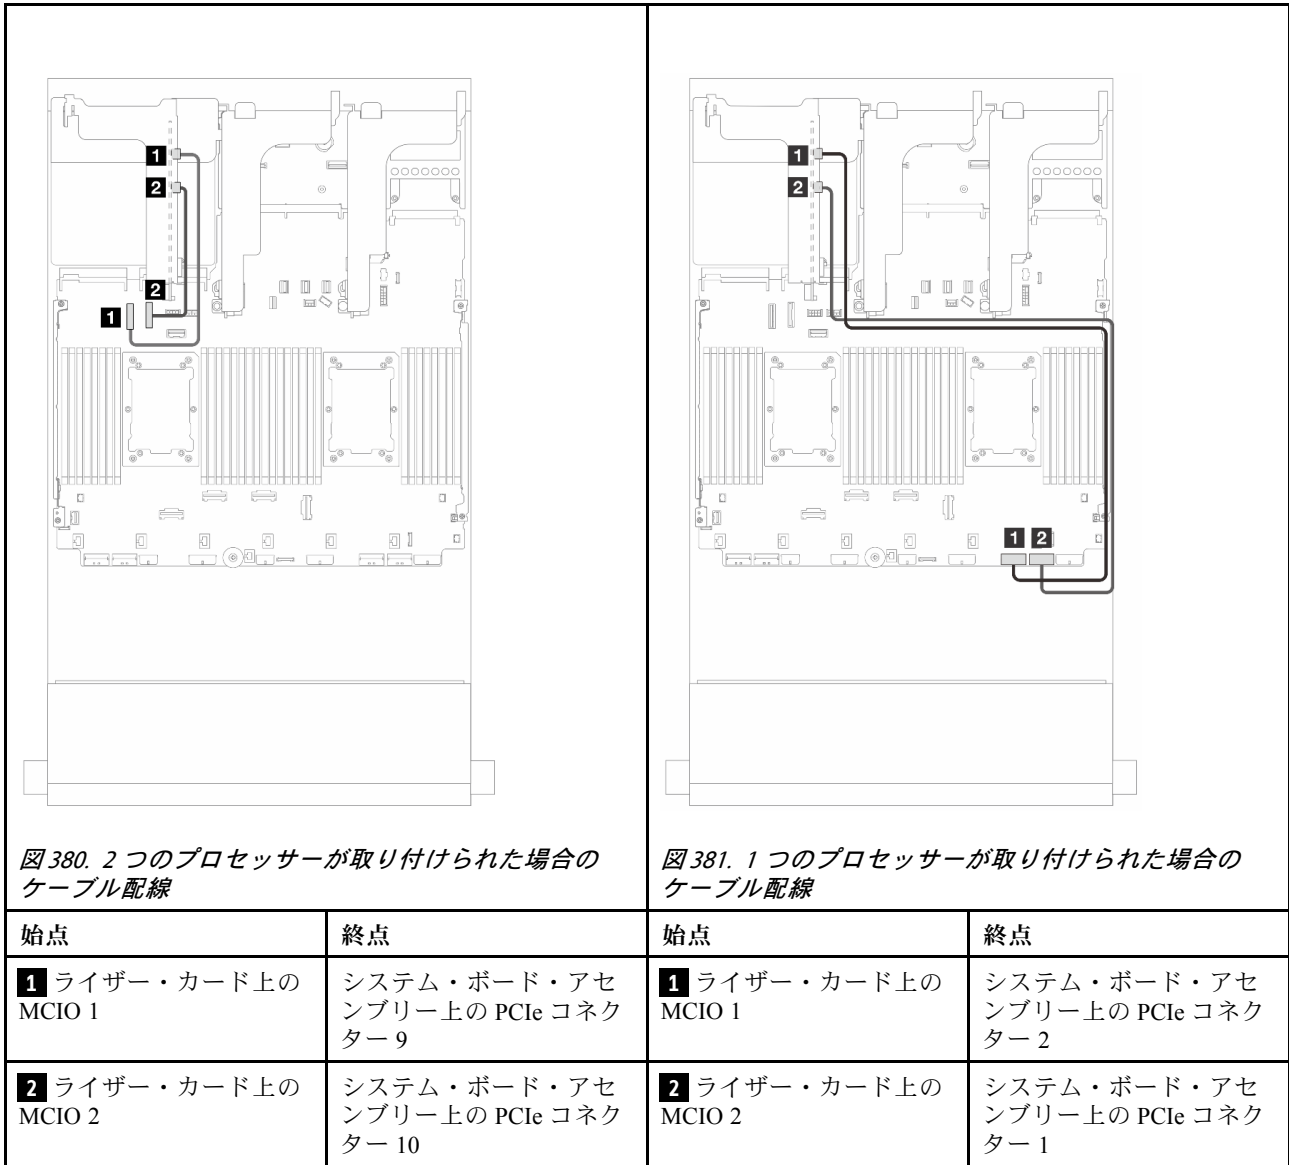 1
2
2
1
図 380. 2 つのプロセッサーが取り付けられた場合の
ケーブル配線
1
2
1 2
図 381. 1 つのプロセッサーが取り付けられた場合の
ケーブル配線
始点
終点
始点
終点
1 ライザー・カード上の
MCIO 1
システム・ボード・アセ
ンブリー上の PCIe コネク
ター 9
1 ライザー・カード上の
MCIO 1
システム・ボード・アセ
ンブリー上の PCIe コネク
ター 2
2 ライザー・カード上の
MCIO 2
システム・ボード・アセ
ンブリー上の PCIe コネク
ター 10
2 ライザー・カード上の
MCIO 2
システム・ボード・アセ
ンブリー上の PCIe コネク
ター 1